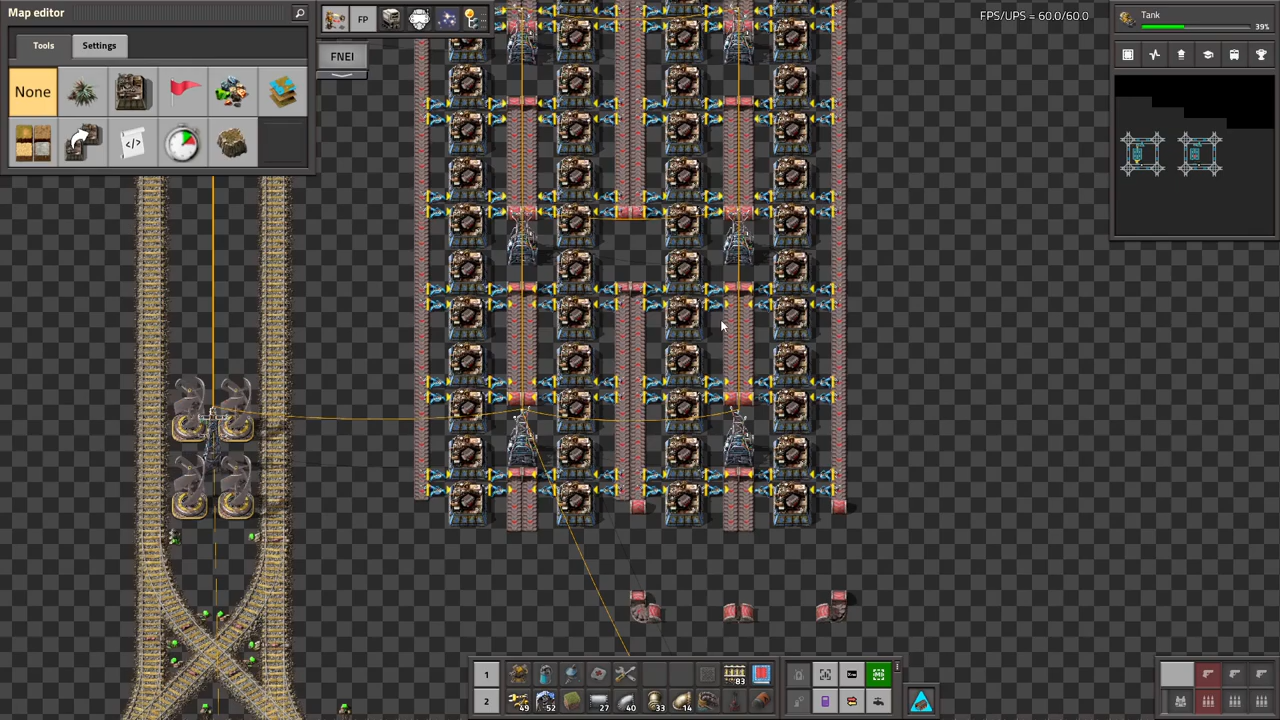 Map editor
FP
FPS/UPS = 60.0/60.0
Tank
39%
Tools
Settings
FNEI
None
</>
1
83
2
49
52
27
40
33
14